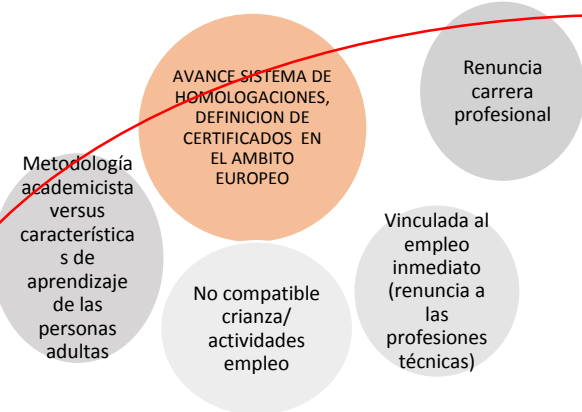 AVANCE SISTEMA DE
HOMOLOGACIONES,
DEFINICION DE
CERTIFICADOS EN
EL AMBITO
EUROPEO
Renuncia
carrera
profesional
Metodología
academicista
versus
característica
s de
aprendizaje
de las
personas
adultas
No compatible
crianza/
actividades
empleo
Vinculada al
empleo
inmediato
(renuncia a
las
profesiones
técnicas)